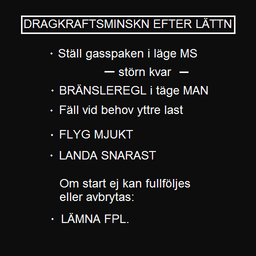 DRAGKRAFTSMINSKN EFTER LÄTTN
· Ställ gasspaken i läge MS
— störn kvar —
· BRÄNSLEREGL i täge MAN
· Fäll vid behov yttre last
· FLYG MJUKT
· LANDA SNARAST
Om start ej kan fullföljes
eller avbrytas:
· LÄMNA FPL.